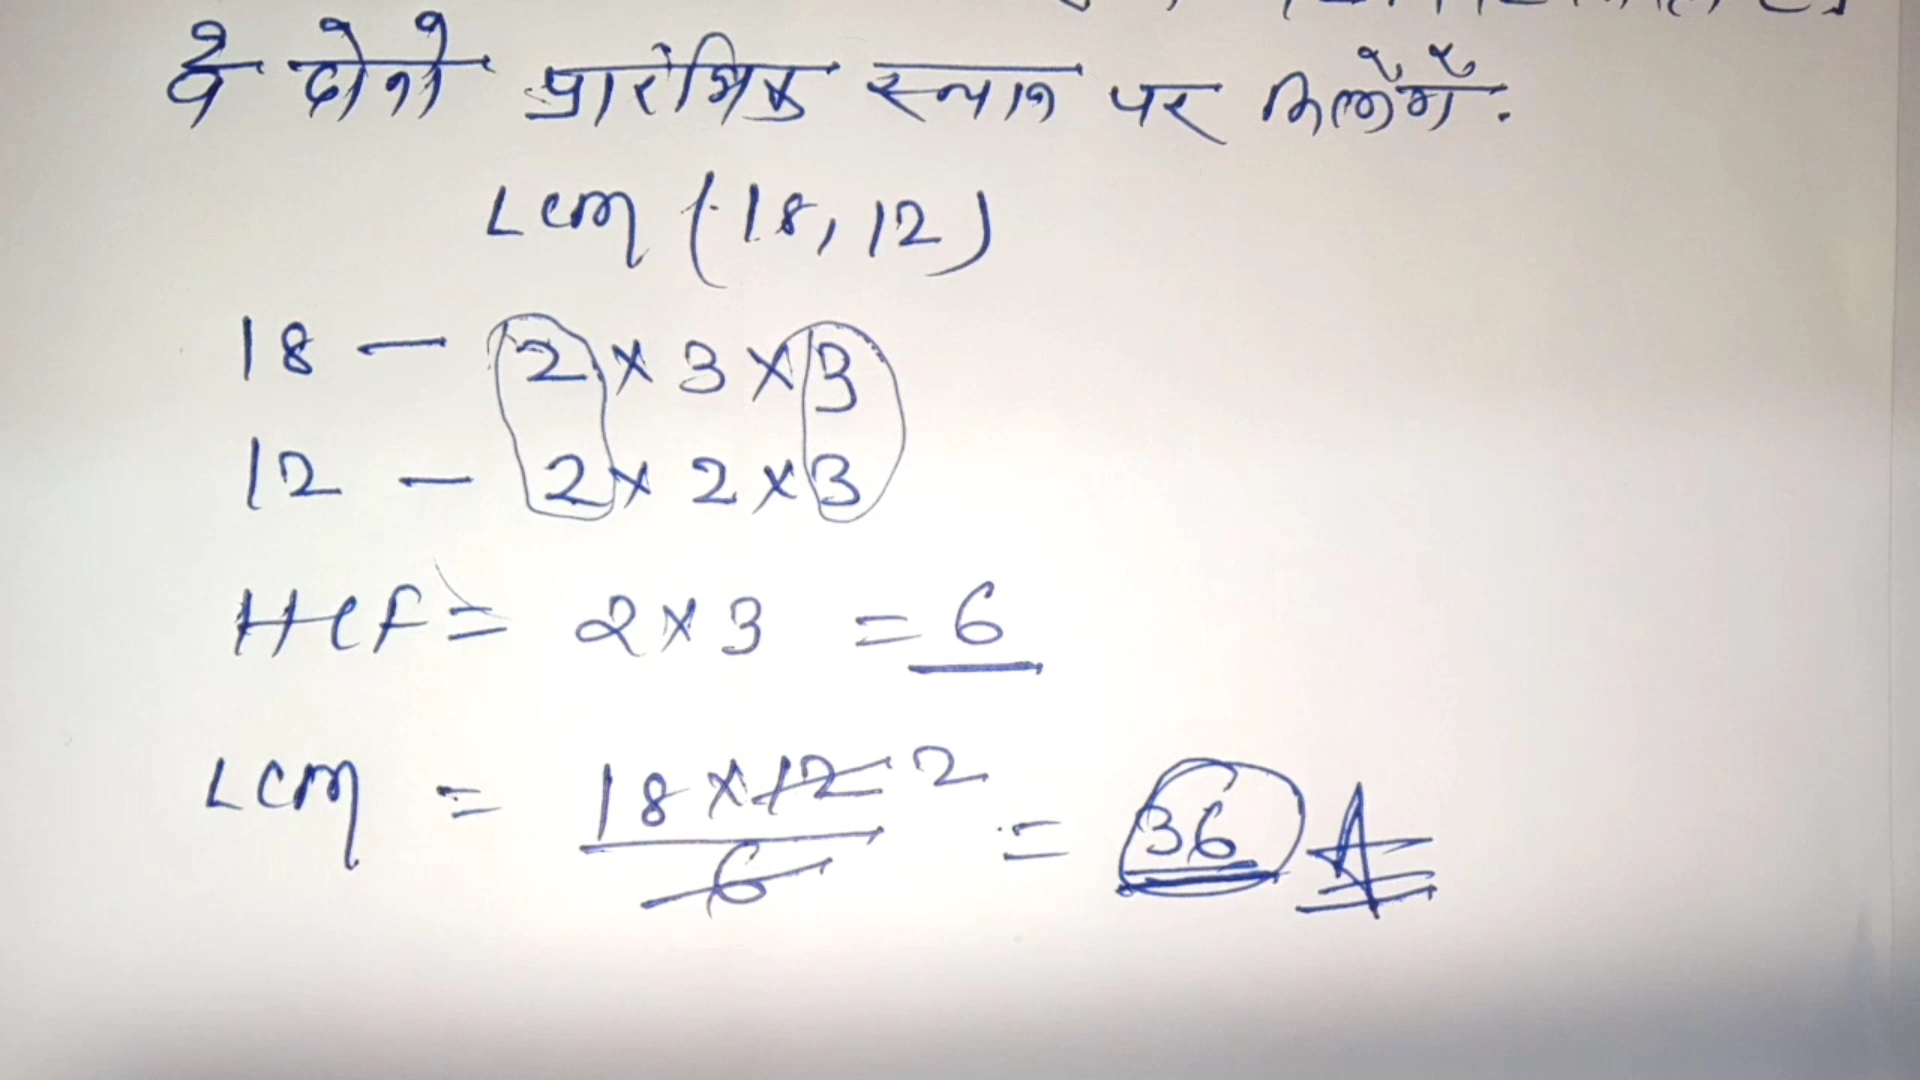 वे दोनो प्रारंभिक स्थान पर मिलेंगें.
Lcm (18, 12)
18 — 2 × 3 × 3
12 — 2 × 2 × 3
Hcf = 2 × 3 = 6
Lcm = 18 × 12 2 = 36 A
6